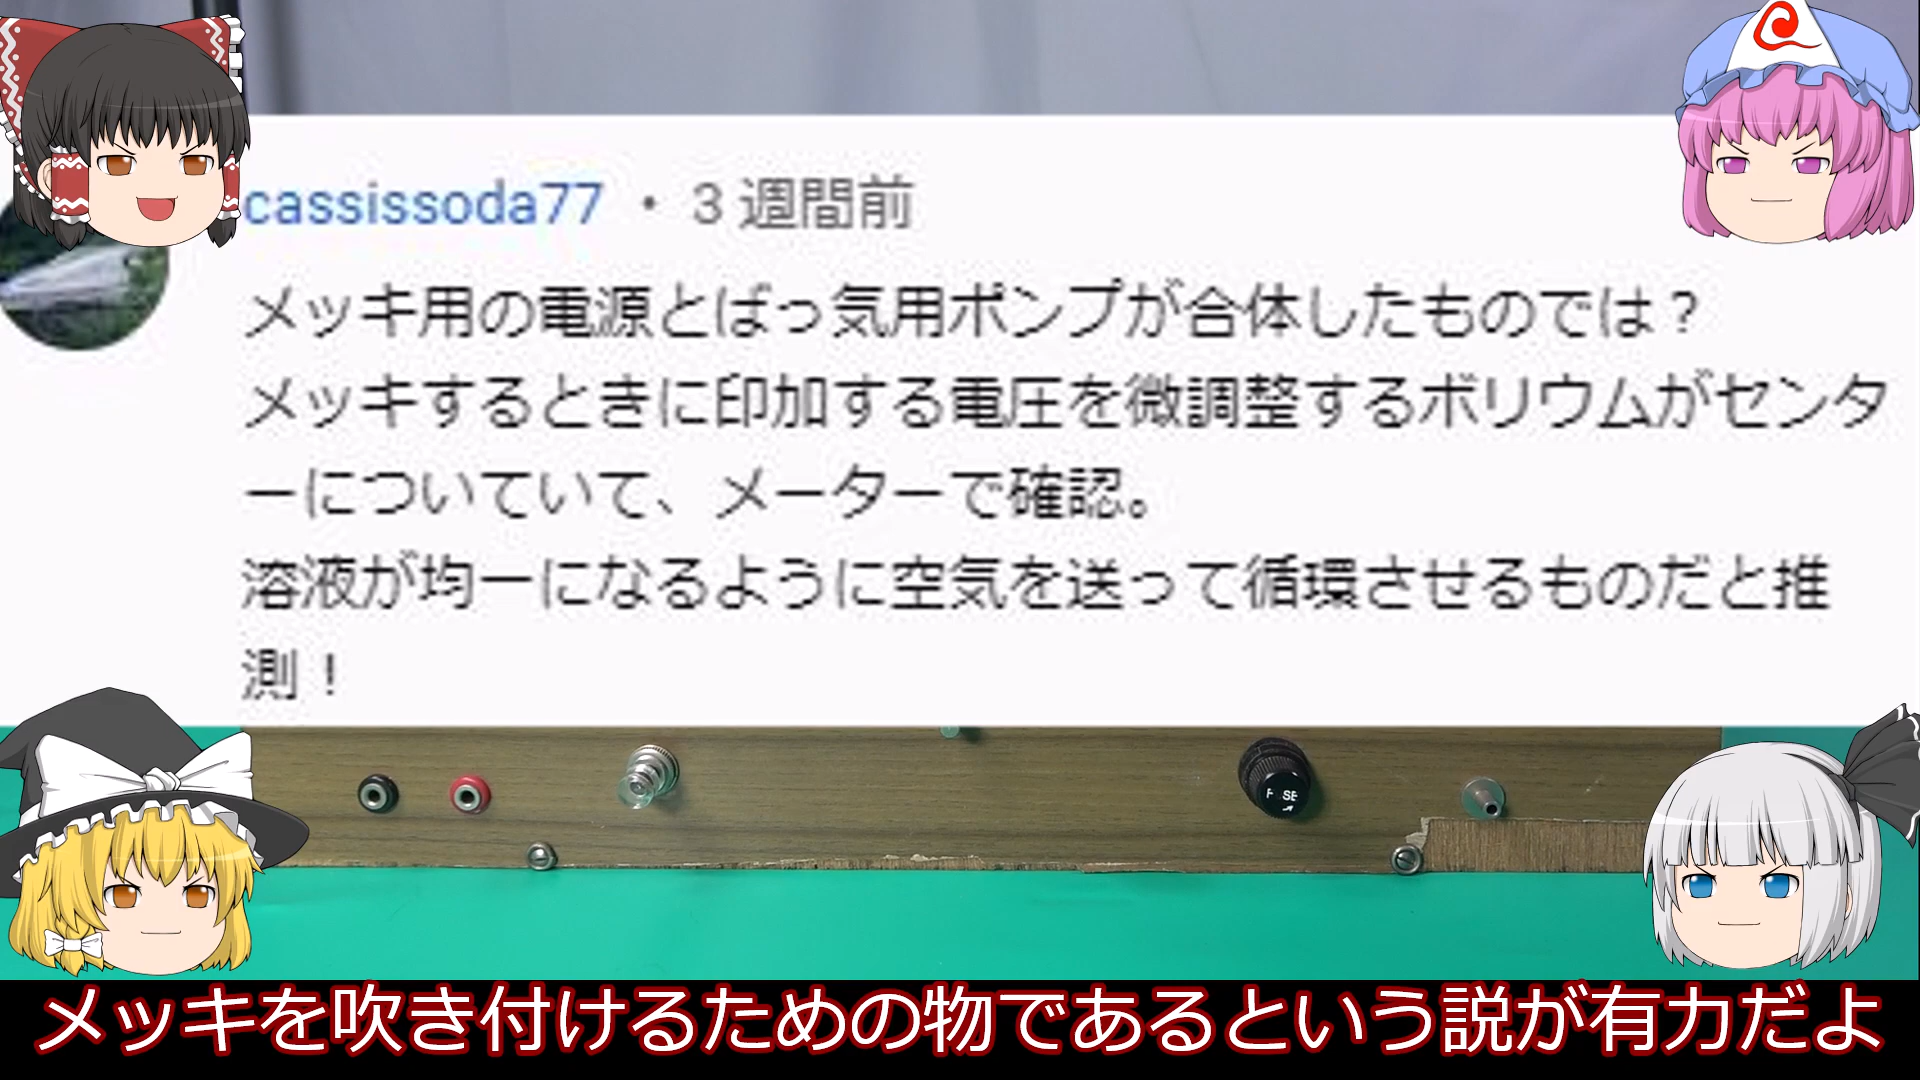 cassissoda77 ・ 3 週間前
メッキ用の電源とばっ気用ポンプが合体したものでは？
メッキするときに印加する電圧を微調整するボリウムがセンタ
ーについていて、メーターで確認。
溶液が均一になるように空気を送って循環させるものだと推
測！
メッキを吹き付けるための物であるという説が有力だよ